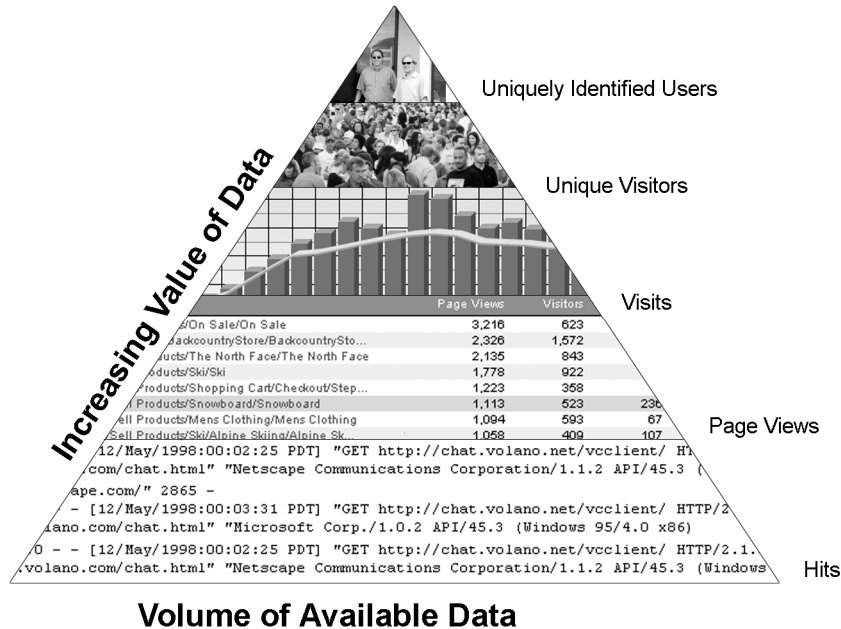 Uniquely Identified Users
Unique Visitors
Increasing Value of Data
Visits
Page Views Visitors
s/On Sale/On Sale 3,216 623
BackcountryStore/BackcountrySto... 2,326 1,572
ducts/The North Face/The North Face 2,135 843
Products/Ski/Ski 1,778 922
Products/Shopping Cart/Checkout/Step... 1,223 358
l Products/Snowboard/Snowboard 1,113 523 236
ell Products/Mens Clothing/Mens Clothing 1,094 593 67
Sell Products/Ski/Alpine Skiing/Alpine Sk... 1,058 409 107
Page Views
[12/May/1998:00:02:25 PDT] "GET http://chat.volano.net/vcclient/ HT
.com/chat.html" "Netscape Communications Corporation/1.1.2 API/45.3 (
ape.com/" 2865 -
- - [12/May/1998:00:03:31 PDT] "GET http://chat.volano.net/vcclient/ HTTP/2
lano.com/chat.html" "Microsoft Corp./1.0.2 API/45.3 (Windows 95/4.0 x86)
0 - - [12/May/1998:00:02:25 PDT] "GET http://chat.volano.net/vcclient/ HTTP/2.1.
.volano.com/chat.html" "Netscape Communications Corporation/1.1.2 API/45.3 (Windows
Hits
Volume of Available Data